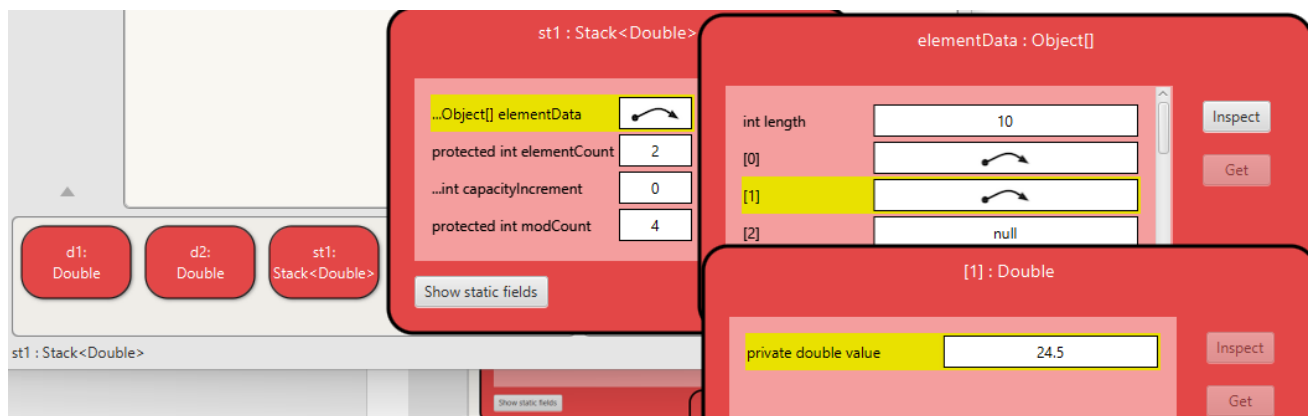 st1 : Stack<Double>
...Object[] elementData
protected int elementCount 2
...int capacityIncrement 0
protected int modCount 4
Show static fields
elementData : Object[]
int length 10
[0]
[1]
[2] null
Inspect
Get
[1] : Double
private double value 24.5
Inspect
Get
d1:
Double
d2:
Double
st1:
Stack<Double>
st1 : Stack<Double>
Show static fields